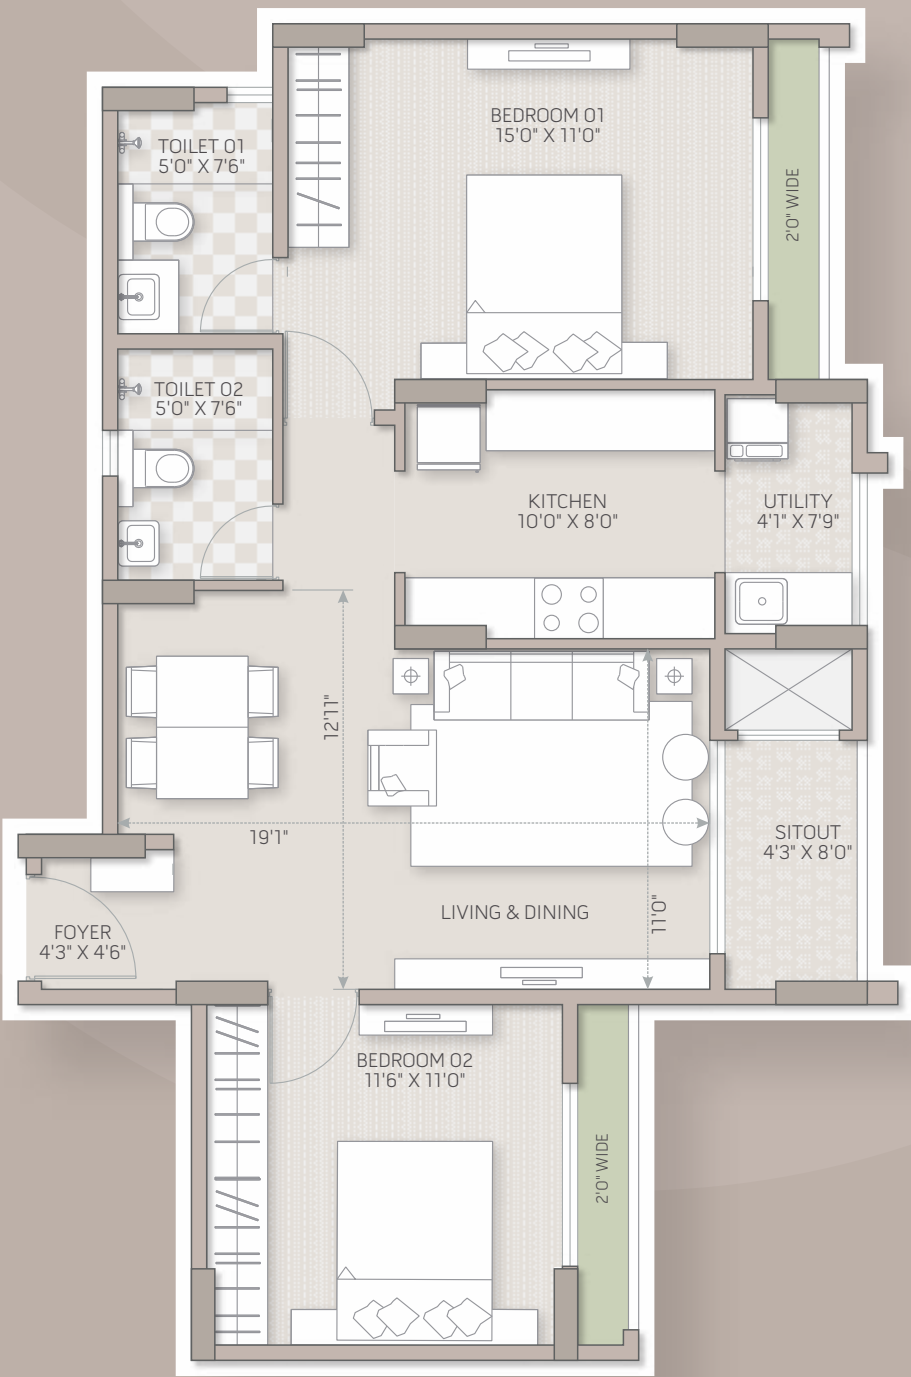 BEDROOM 01
15'0" X 11'0"
TOILET 01
5'0" X 7'6"
2'0" WIDE
TOILET 02
5'0" X 7'6"
KITCHEN
10'0" X 8'0"
UTILITY
4'1" X 7'9"
12'11"
19'1"
SITOUT
4'3" X 8'0"
LIVING & DINING
11'0"
FOYER
4'3" X 4'6"
BEDROOM 02
11'6" X 11'0"
2'0" WIDE